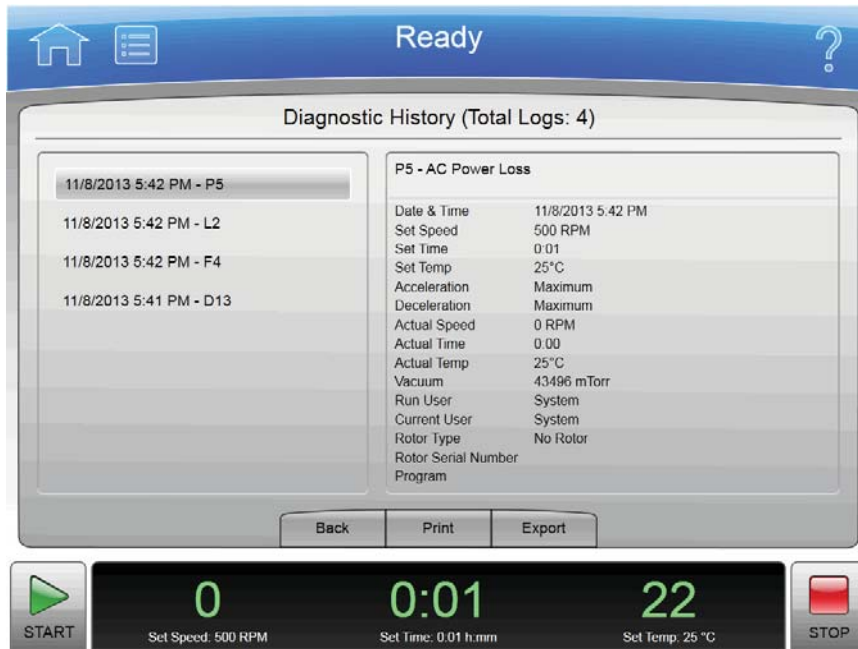 Ready
?
Diagnostic History (Total Logs: 4)
11/8/2013 5:42 PM - P5
11/8/2013 5:42 PM - L2
11/8/2013 5:42 PM - F4
11/8/2013 5:41 PM - D13
P5 - AC Power Loss
Date & Time 11/8/2013 5:42 PM
Set Speed 500 RPM
Set Time 0:01
Set Temp 25°C
Acceleration Maximum
Deceleration Maximum
Actual Speed 0 RPM
Actual Time 0:00
Actual Temp 25°C
Vacuum 43496 mTorr
Run User System
Current User System
Rotor Type No Rotor
Rotor Serial Number
Program
Back Print Export
START
0
Set Speed: 500 RPM
0:01
Set Time: 0:01 h:mm
22
Set Temp: 25 °C
STOP